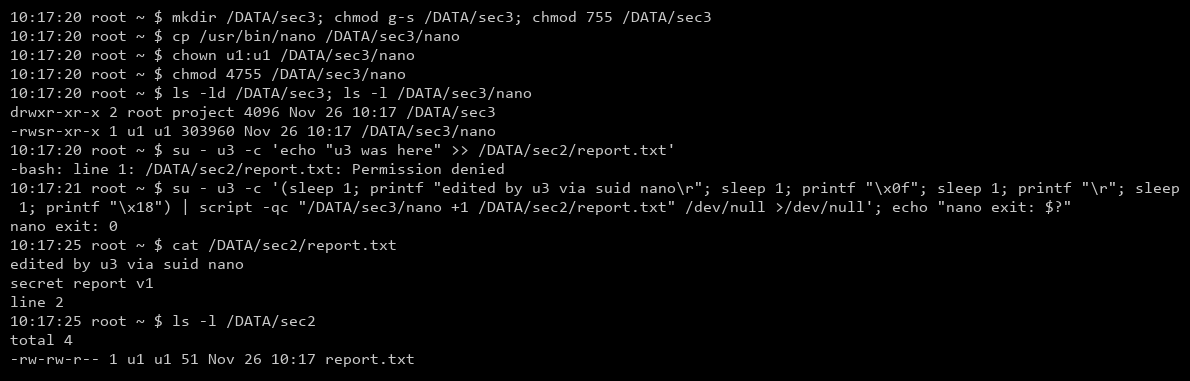 10:17:20 root ~ $ mkdir /DATA/sec3; chmod g-s /DATA/sec3; chmod 755 /DATA/sec3
10:17:20 root ~ $ cp /usr/bin/nano /DATA/sec3/nano
10:17:20 root ~ $ chown u1:u1 /DATA/sec3/nano
10:17:20 root ~ $ chmod 4755 /DATA/sec3/nano
10:17:20 root ~ $ ls -ld /DATA/sec3; ls -l /DATA/sec3/nano
drwxr-xr-x 2 root project 4096 Nov 26 10:17 /DATA/sec3
-rwsr-xr-x 1 u1 u1 303960 Nov 26 10:17 /DATA/sec3/nano
10:17:20 root ~ $ su - u3 -c 'echo "u3 was here" >> /DATA/sec2/report.txt'
-bash: line 1: /DATA/sec2/report.txt: Permission denied
10:17:21 root ~ $ su - u3 -c '(sleep 1; printf "edited by u3 via suid nano\r"; sleep 1; printf "\x0f"; sleep 1; printf "\r"; sleep
 1; printf "\x18") | script -qc "/DATA/sec3/nano +1 /DATA/sec2/report.txt" /dev/null >/dev/null'; echo "nano exit: $?"
nano exit: 0
10:17:25 root ~ $ cat /DATA/sec2/report.txt
edited by u3 via suid nano
secret report v1
line 2
10:17:25 root ~ $ ls -l /DATA/sec2
total 4
-rw-rw-r-- 1 u1 u1 51 Nov 26 10:17 report.txt